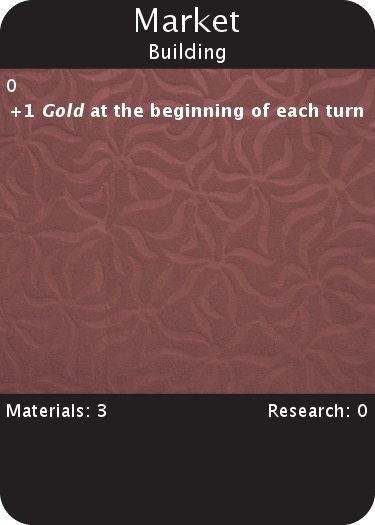 Market
Building
0
+1 Gold at the beginning of each turn
Materials: 3
Research: 0